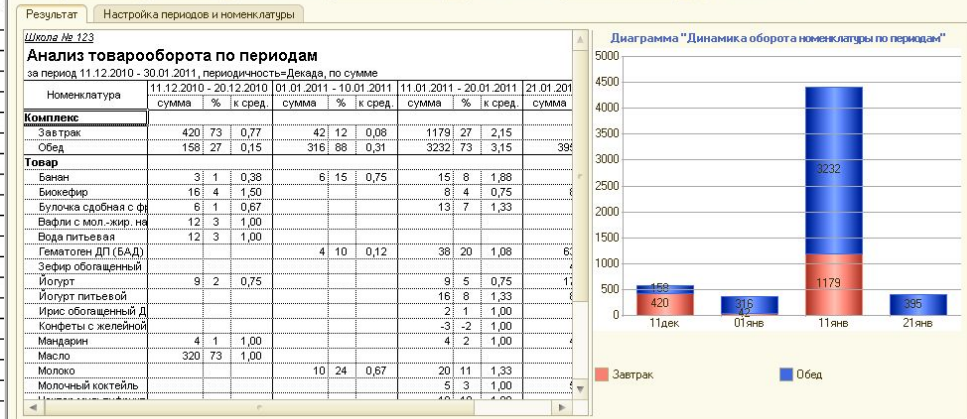 Результат Настройка периодов и номенклатуры
Школа № 123
Анализ товарооборота по периодам
за период 11.12.2010 - 30.01.2011, периодичность=Декада, по сумме
Номенклатура 11.12.2010 - 20.12.2010 01.01.2011 - 10.01.2011 11.01.2011 - 20.01.2011 21.01.201
сумма % к сред. сумма % к сред. сумма % к сред. сумма
Комплекс
Завтрак 420 73 0,77 42 12 0,08 1179 27 2,15
Обед 158 27 0,15 316 88 0,31 3232 73 3,15 395
Товар
Банан 3 1 0,38 6 15 0,75 15 8 1,88
Биокефир 16 4 1,50 8 4 0,75
Булочка сдобная с фр 6 1 0,67 13 7 1,33
Вафли с мол.-жир. на 12 3 1,00
Вода питьевая 12 3 1,00
Гематоген ДП (БАД) 4 10 0,12 38 20 1,08 63
Зефир обогащенный
Йогурт 9 2 0,75 9 5 0,75 17
Йогурт питьевой 16 8 1,33
Ирис обогащенный Д 2 1 1,00
Конфеты с желейной -3 -2 1,00
Мандарин 4 1 1,00 4 2 1,00
Масло 320 73 1,00
Молоко 10 24 0,67 20 11 1,33
Молочный коктейль 5 3 1,00
Диаграмма "Динамика оборота номенклатуры по периодам"
5000
4500
4000
3500
3000
2500
2000
1500
1000
500
0
158
420
316
42
3232
1179
395
11дек 01янв 11янв 21янв
Завтрак Обед